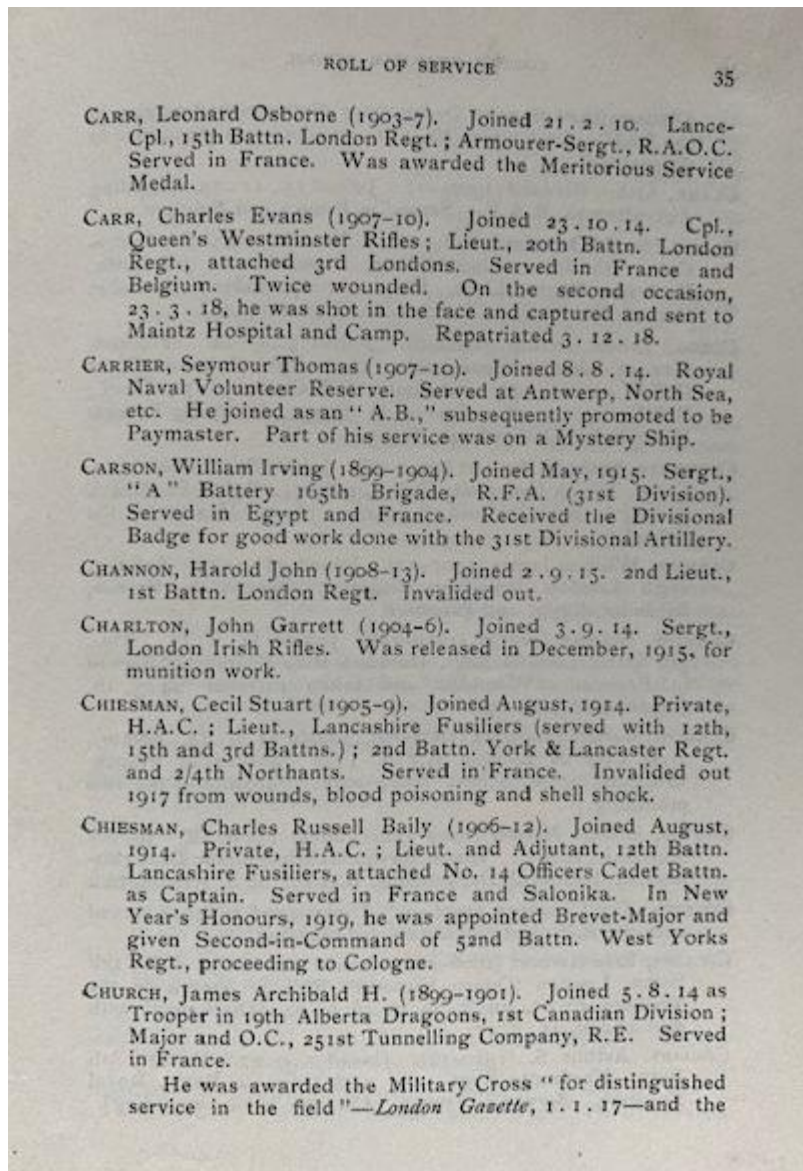 ROLL OF SERVICE
35
CARR, Leonard Osborne (1903-7). Joined 21 . 2 . 10. Lance-
Cpl., 15th Battn. London Regt. ; Armourer-Sergt., R.A.O.C.
Served in France. Was awarded the Meritorious Service
Medal.
CARR, Charles Evans (1907-10). Joined 23 . 10 . 14. Cpl.,
Queen's Westminster Rifles ; Lieut., 20th Battn. London
Regt., attached 3rd Londons. Served in France and
Belgium. Twice wounded. On the second occasion,
23 . 3 . 18, he was shot in the face and captured and sent to
Maintz Hospital and Camp. Repatriated 3 . 12 . 18.
CARRIER, Seymour Thomas (1907-10). Joined 8 . 8 . 14. Royal
Naval Volunteer Reserve. Served at Antwerp, North Sea,
etc. He joined as an " A.B.," subsequently promoted to be
Paymaster. Part of his service was on a Mystery Ship.
CARSON, William Irving (1899-1904). Joined May, 1915. Sergt.,
"A" Battery 165th Brigade, R.F.A. (31st Division).
Served in Egypt and France. Received the Divisional
Badge for good work done with the 31st Divisional Artillery.
CHANNON, Harold John (1908-13). Joined 2 . 9 . 15. 2nd Lieut.,
1st Battn. London Regt. Invalided out.
CHARLTON, John Garrett (1904-6). Joined 3 . 9 . 14. Sergt.,
London Irish Rifles. Was released in December, 1915, for
munition work.
CHIESMAN, Cecil Stuart (1905-9). Joined August, 1914. Private,
H.A.C. ; Lieut., Lancashire Fusiliers (served with 12th,
15th and 3rd Battns.) ; 2nd Battn. York & Lancaster Regt.
and 2/4th Northants. Served in France. Invalided out
1917 from wounds, blood poisoning and shell shock.
CHIESMAN, Charles Russell Baily (1906-12). Joined August,
1914. Private, H.A.C. ; Lieut. and Adjutant, 12th Battn.
Lancashire Fusiliers, attached No. 14 Officers Cadet Battn.
as Captain. Served in France and Salonika. In New
Year's Honours, 1919, he was appointed Brevet-Major and
given Second-in-Command of 52nd Battn. West Yorks
Regt., proceeding to Cologne.
CHURCH, James Archibald H. (1899-1901). Joined 5 . 8 . 14 as
Trooper in 19th Alberta Dragoons, 1st Canadian Division ;
Major and O.C., 251st Tunnelling Company, R.E. Served
in France.
He was awarded the Military Cross "for distinguished
service in the field"—London Gazette, 1 . 1 . 17—and the